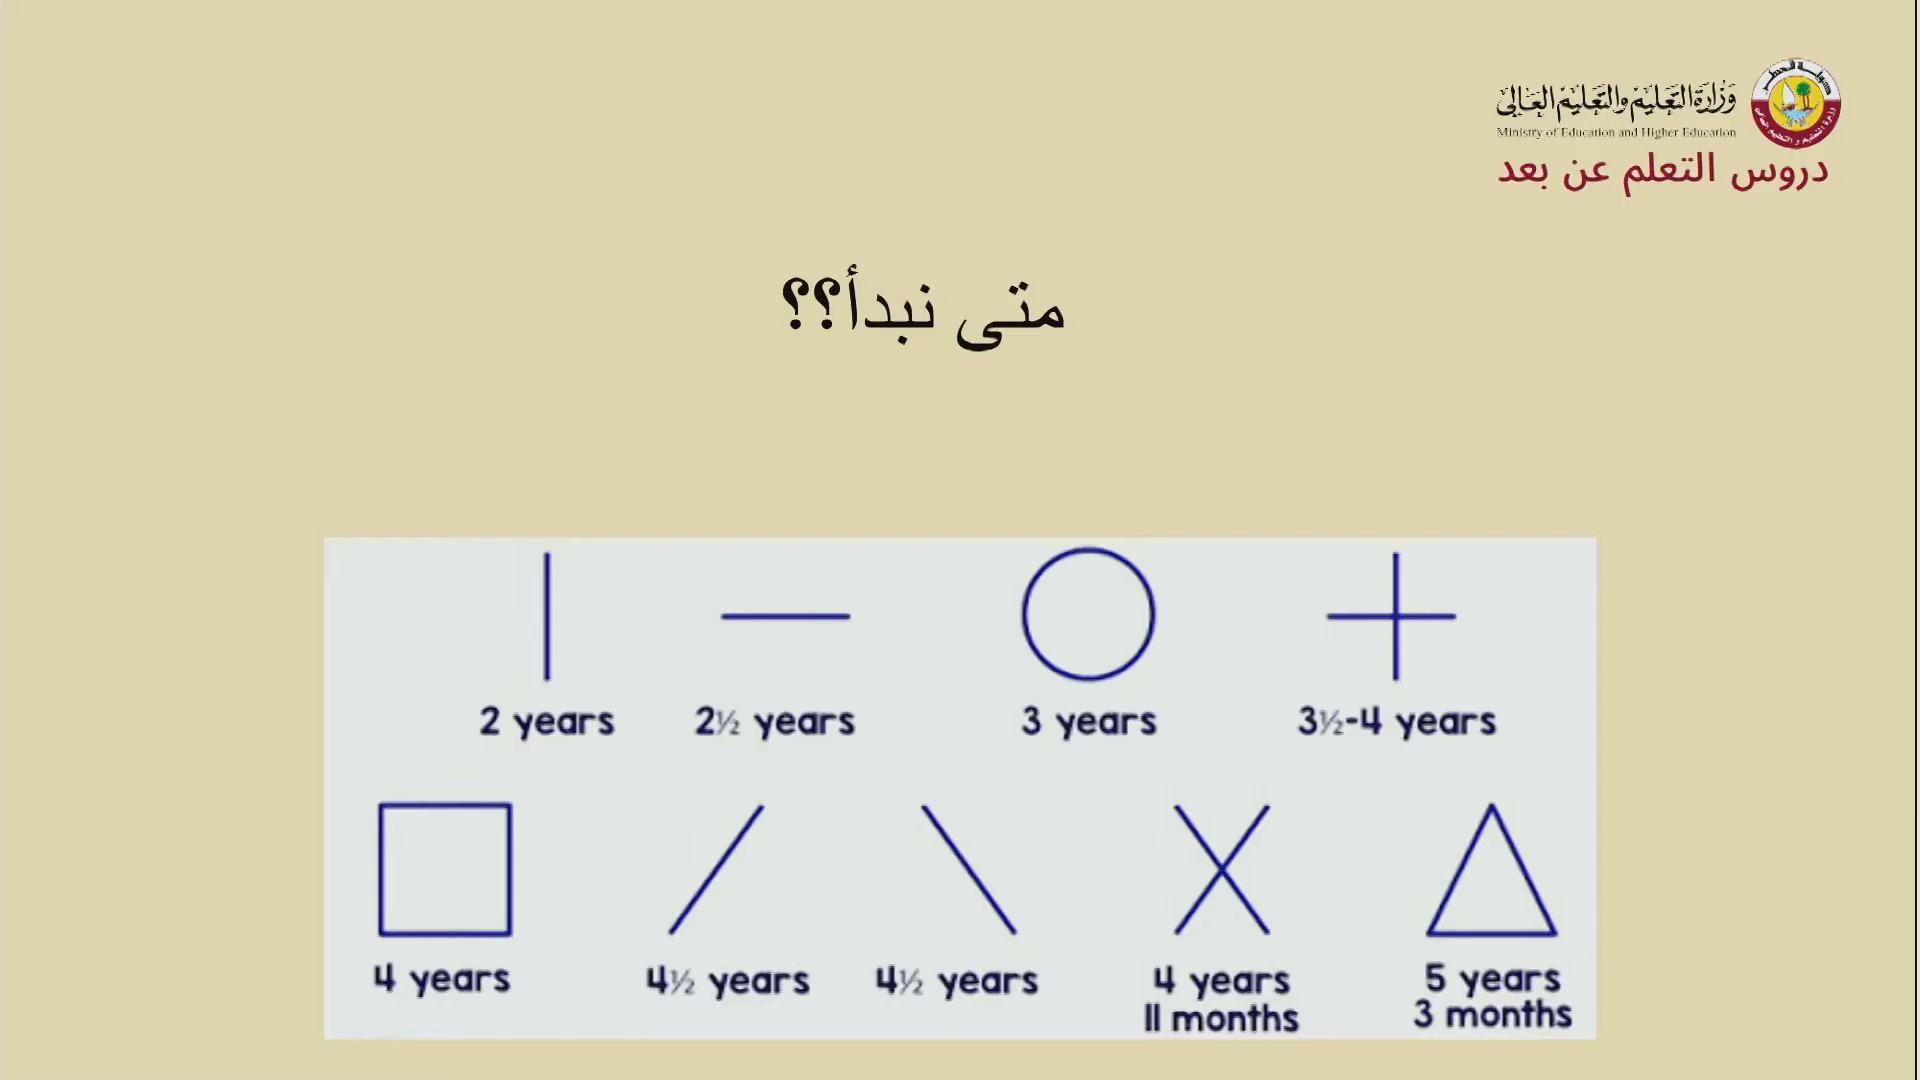 وزارة التعليم والتعليم العالي
Ministry of Education and Higher Education
دروس التعلم عن بعد
متى نبدأ؟؟
2 years
2½ years
3 years
3½-4 years
4 years
4½ years
4½ years
4 years
11 months
5 years
3 months